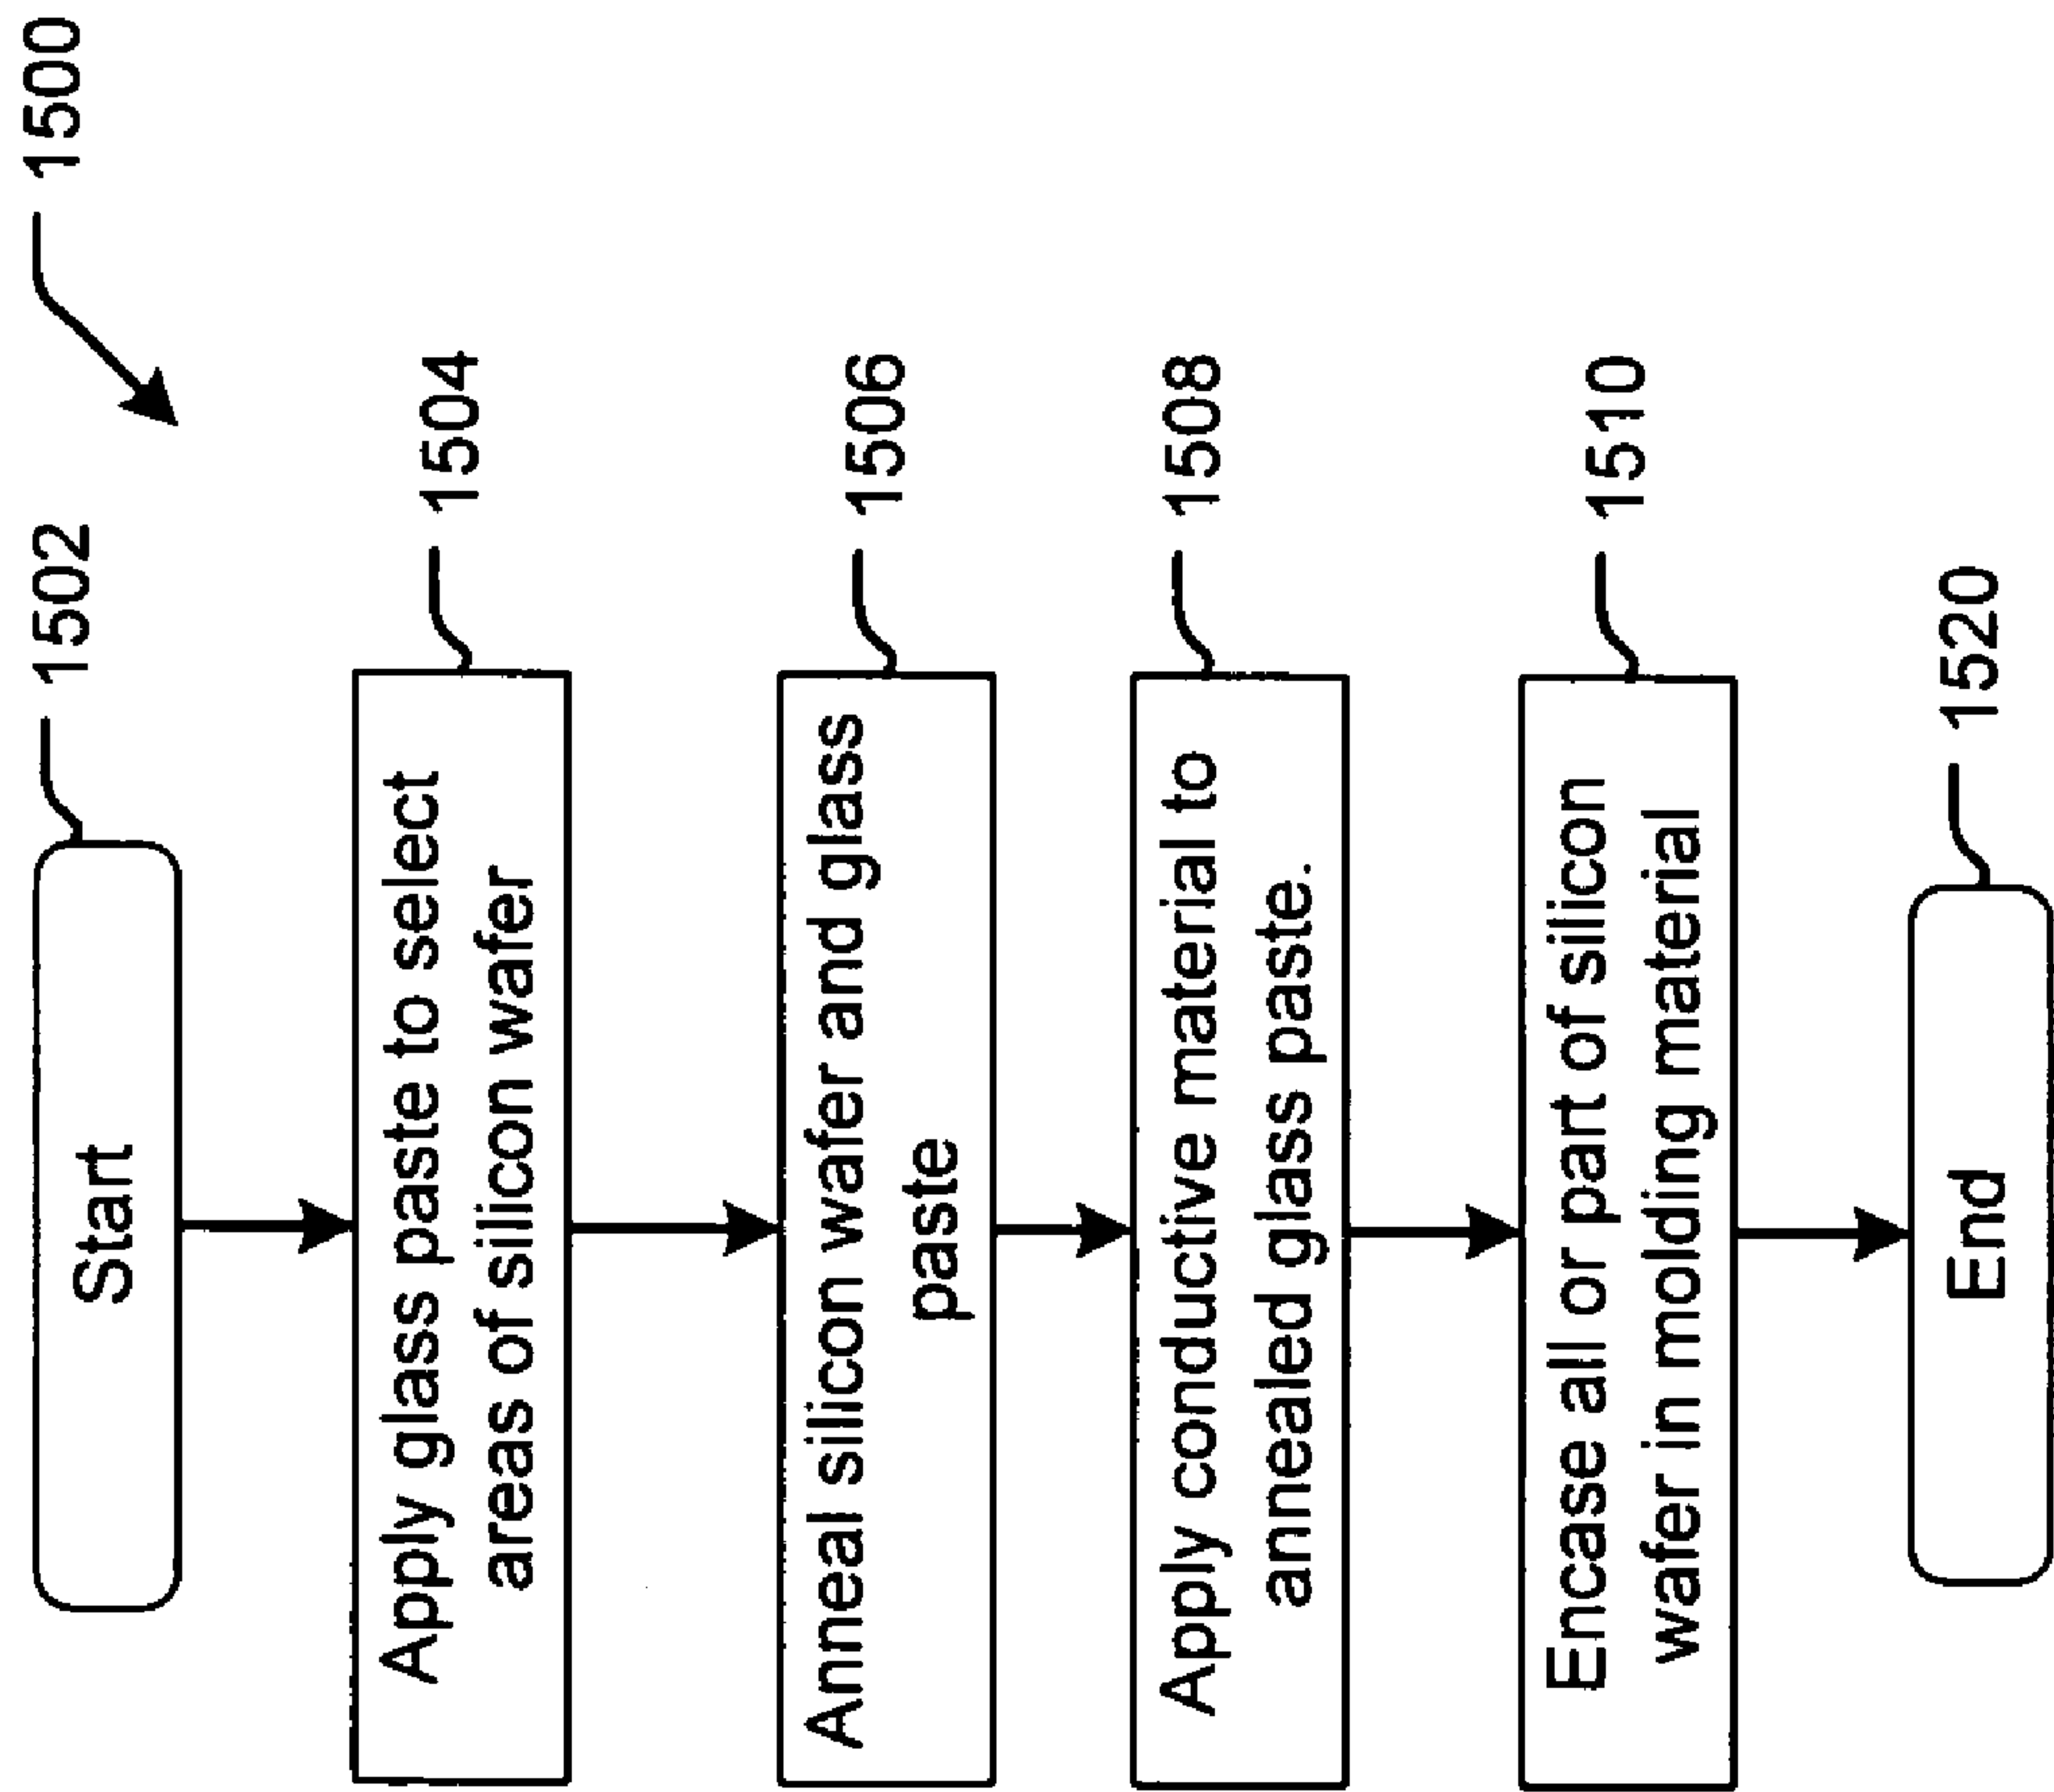 1500
Start
1502
Apply glass paste to select
areas of silicon wafer
1504
Anneal silicon wafer and glass
paste
1506
Apply conductive material to
annealed glass paste.
1508
Encase all or part of silicon
wafer in molding material
1510
End
1520